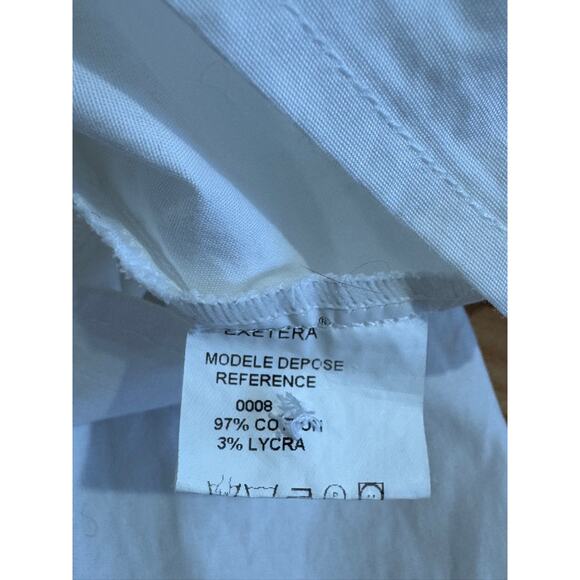 EXETERA®
MODELE DEPOSE
REFERENCE
0008
97% COTTON
3% LYCRA
P